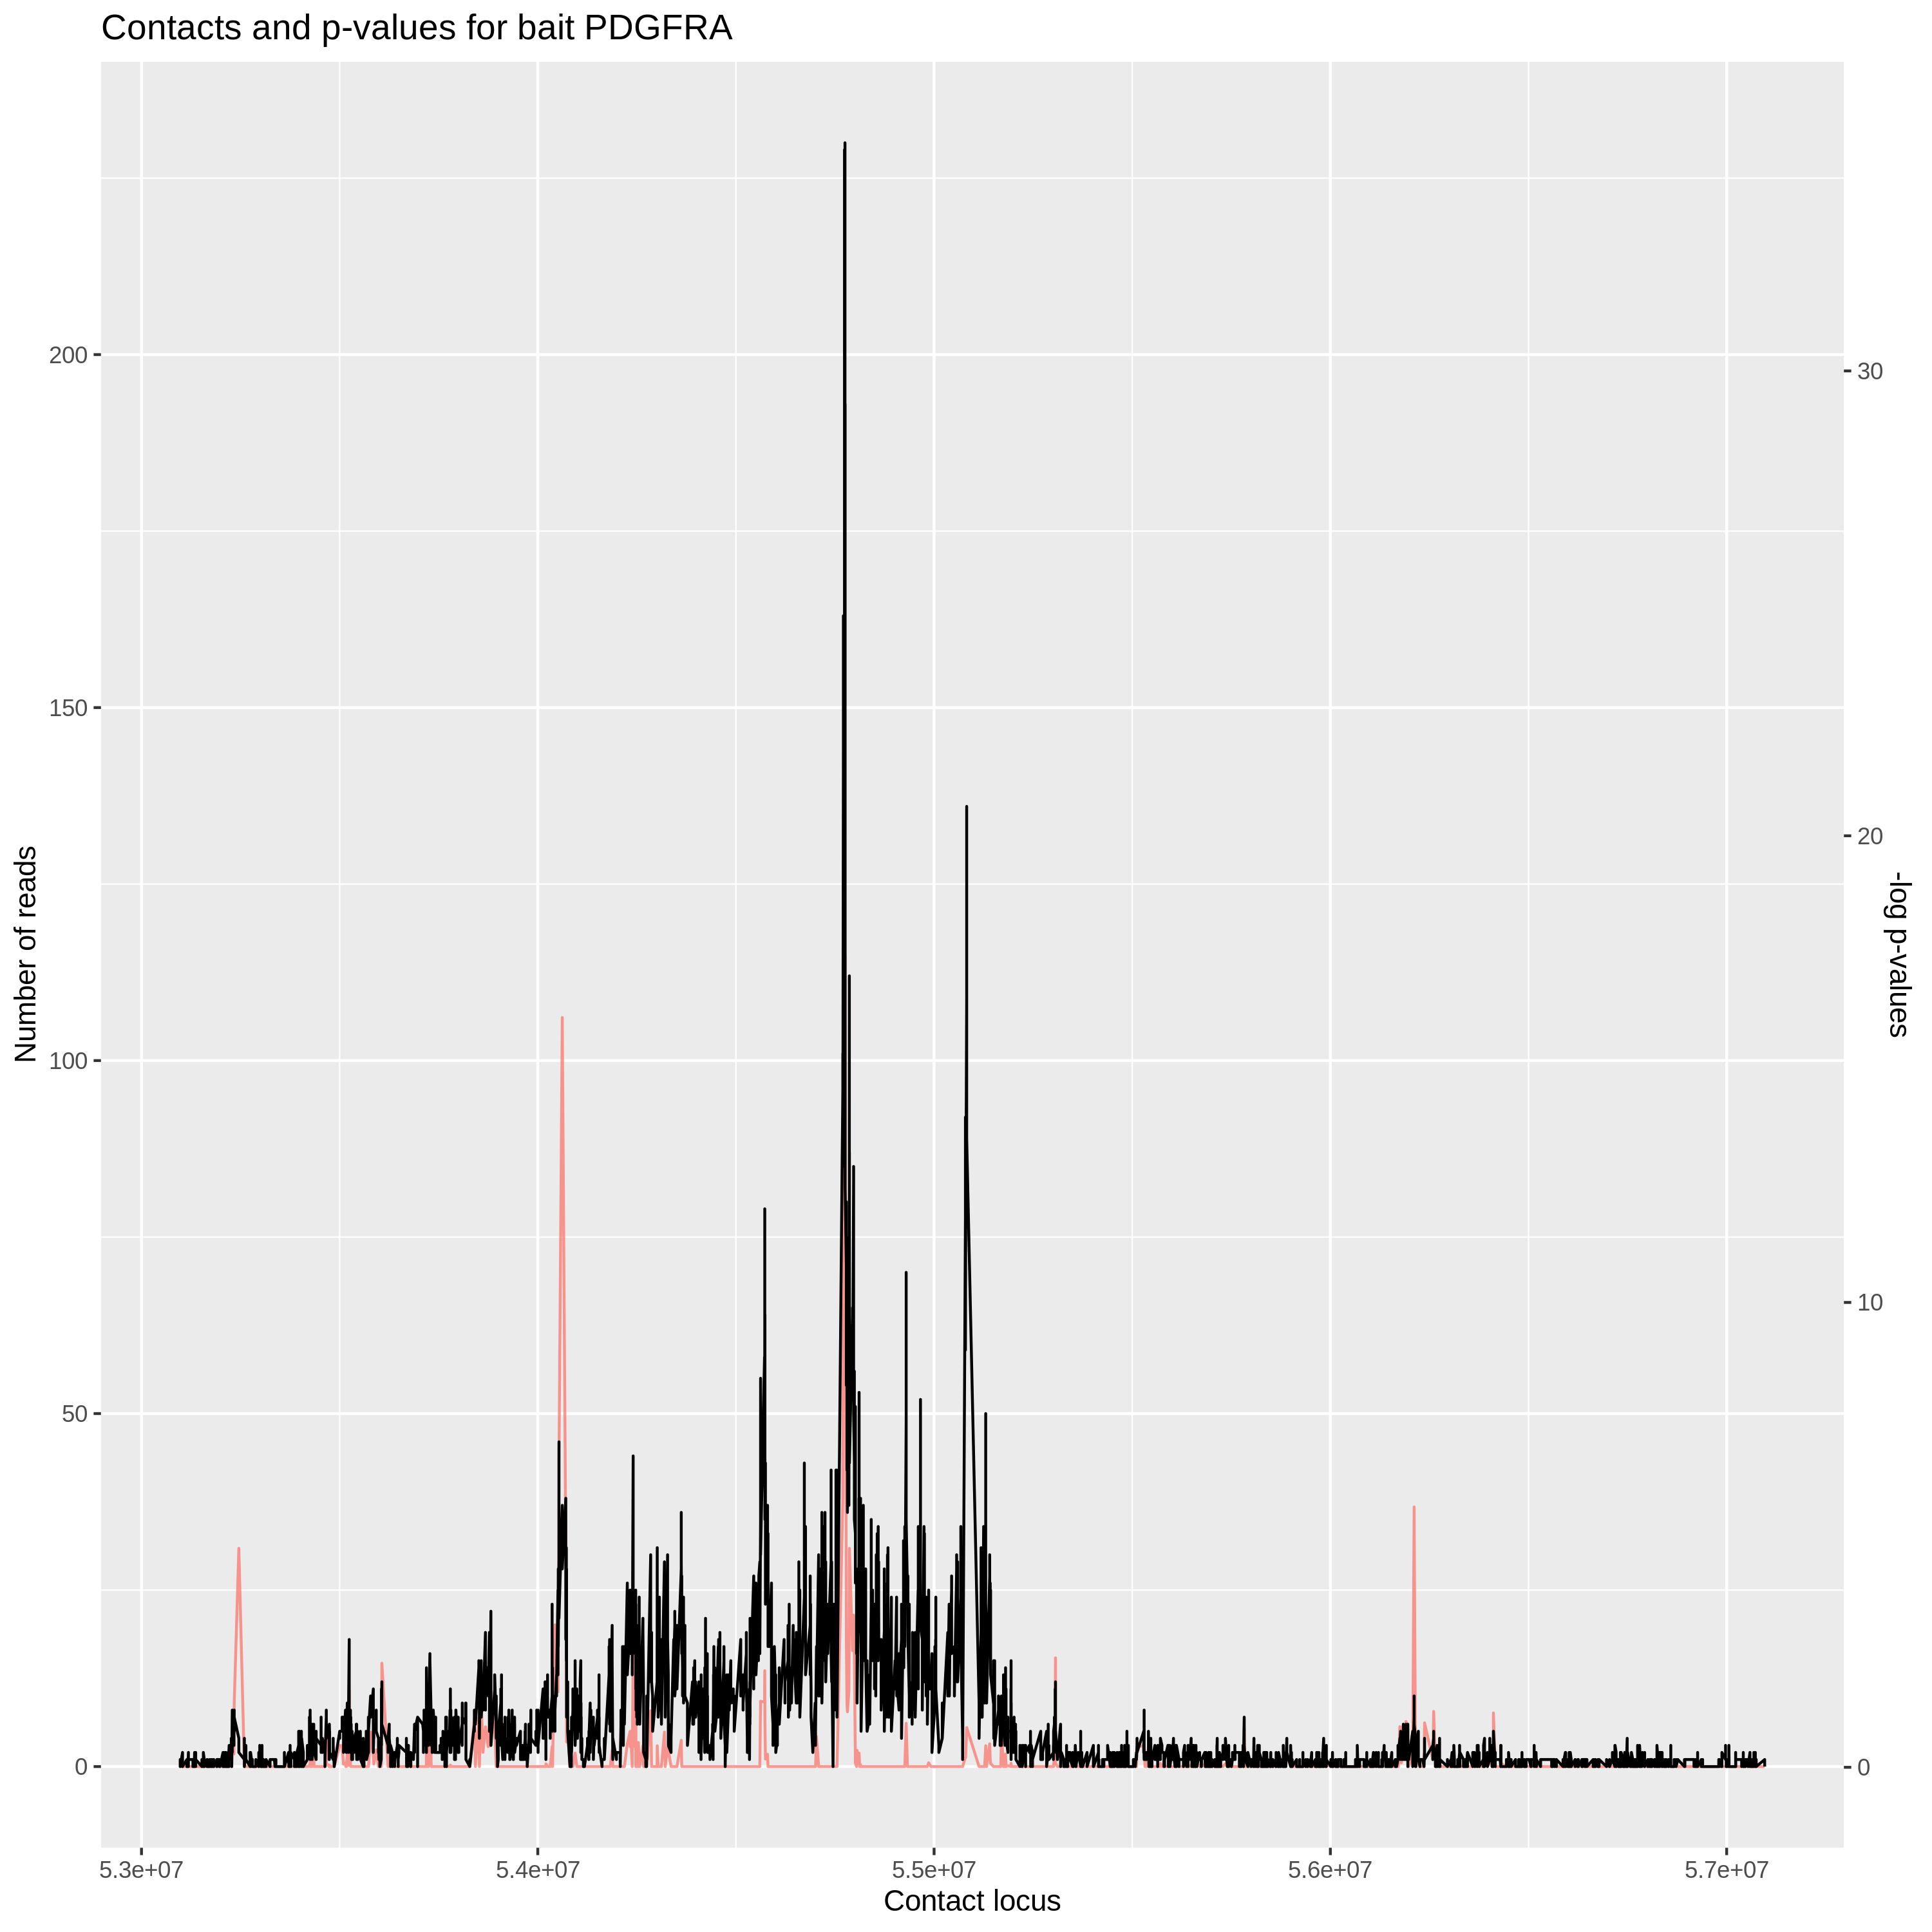 Contacts and p-values for bait PDGFRA
200
150
100
50
0
Number of reads
30
20
10
0
-log p-values
5.3e+07
5.4e+07
5.5e+07
5.6e+07
5.7e+07
Contact locus